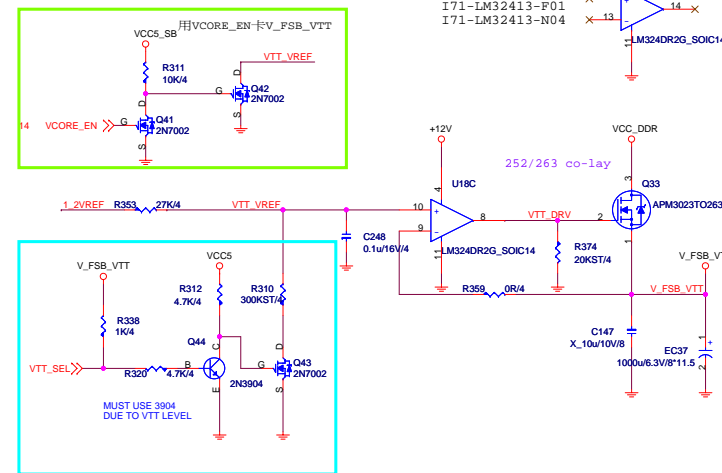 I71-LM32413-F01
I71-LM32413-N04
13
14
11
LM324DR2G_SOIC14
用VCORE_EN卡V_FSB_VTT
VCC5_SB
R311
10K/4
VTT_VREF
D
G
Q42
2N7002
S
14
VCORE_EN
G
D
Q41
2N7002
S
+12V
VCC_DDR
252/263 co-lay
1_2VREF
R353
27K/4
VTT_VREF
C248
0.1u/16V/4
4
U18C
10
+
9
-
8
11
LM324DR2G_SOIC14
VTT_DRV
R374
20KST/4
3
Q33
2
APM3023TO263
1
R359
0R/4
V_FSB_VT
V_FSB_VTT
C147
X_10u/10V/8
EC37
1000u/6.3V/8*11.5
1
+
2
V_FSB_VTT
VCC5
R338
1K/4
R312
4.7K/4
R310
300KST/4
Q44
C
B
E
2N3904
VTT_SEL
R320
4.7K/4
D
G
Q43
2N7002
S
MUST USE 3904
DUE TO VTT LEVEL